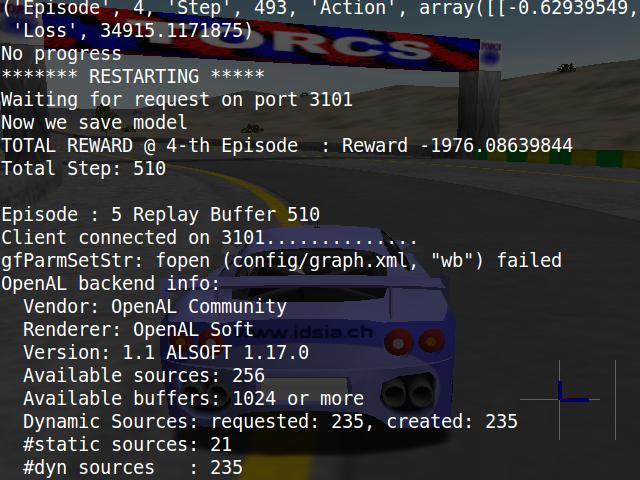 ('Episode', 4, 'Step', 493, 'Action', array([[-0.62939549,
'Loss', 34915.1171875)
No progress
******* RESTARTING *****
Waiting for request on port 3101
Now we save model
TOTAL REWARD @ 4-th Episode  : Reward -1976.08639844
Total Step: 510
Episode : 5 Replay Buffer 510
Client connected on 3101..............
gfParmSetStr: fopen (config/graph.xml, "wb") failed
OpenAL backend info:
Vendor: OpenAL Community
Renderer: OpenAL Soft
Version: 1.1 ALSOFT 1.17.0
Available sources: 256
Available buffers: 1024 or more
Dynamic Sources: requested: 235, created: 235
#static sources: 21
#dyn sources   : 235
TORCS
www.idsia.ch